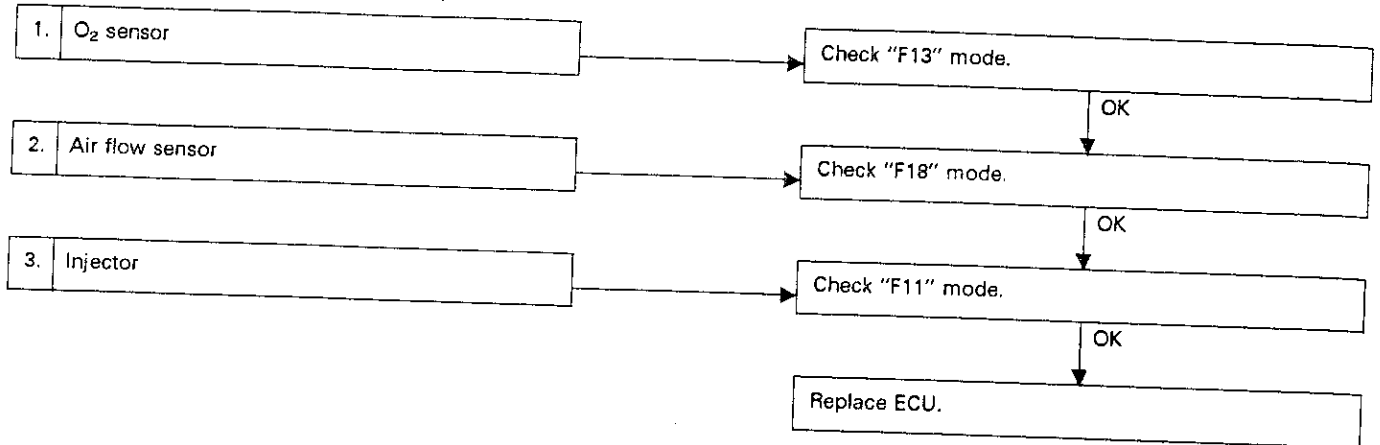 1. O₂ sensor
Check "F13" mode.
OK
2. Air flow sensor
Check "F18" mode.
OK
3. Injector
Check "F11" mode.
OK
Replace ECU.